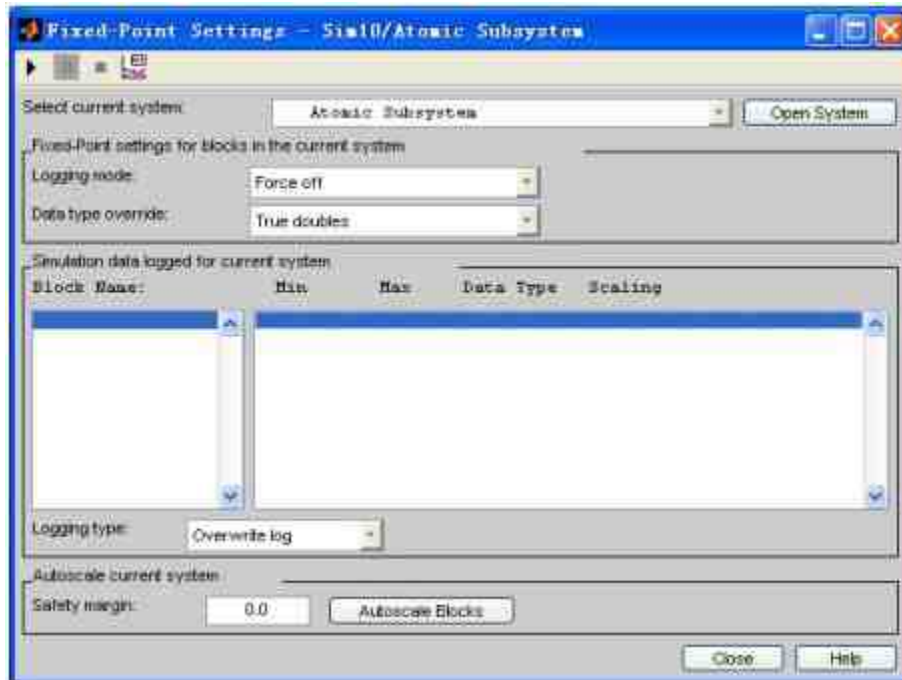 Fixed-Point Settings - Sim10/Atomic Subsystem
Select current system: Atomic Subsystem Open System
Fixed-Point settings for blocks in the current system
Logging mode: Force off
Data type override: True doubles
Simulation data logged for current system
Block Name: Min Max Data Type Scaling
Logging type: Overwrite log
Autoscale current system
Safety margin: 0.0 Autoscale Blocks
Close Help